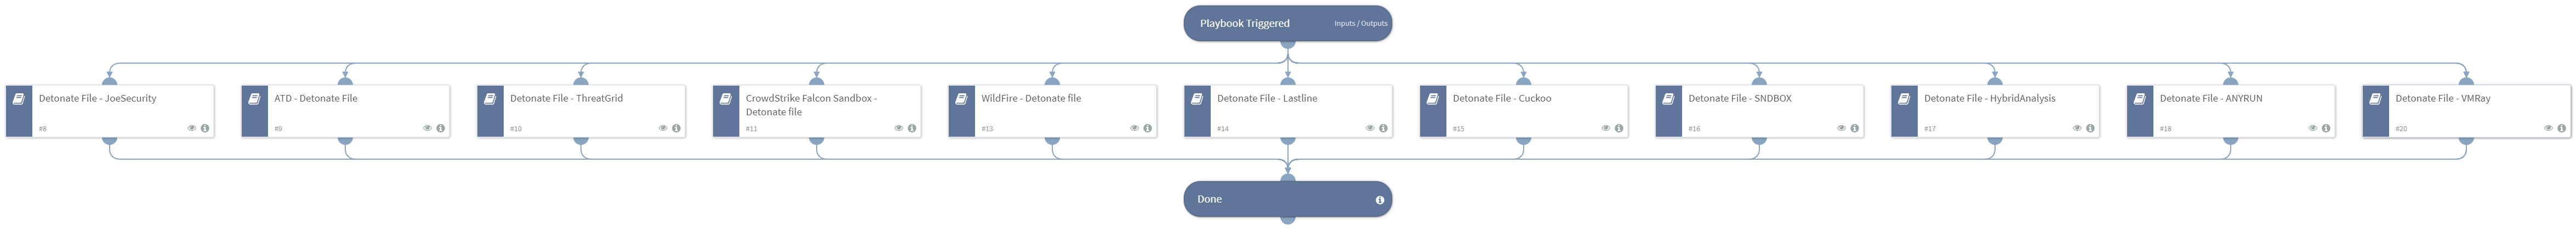 Playbook Triggered
Inputs / Outputs
Detonate File - JoeSecurity
#8
ATD - Detonate File
#9
Detonate File - ThreatGrid
#10
CrowdStrike Falcon Sandbox -
Detonate file
#11
WildFire - Detonate file
#13
Detonate File - Lastline
#14
Detonate File - Cuckoo
#15
Detonate File - SNDBOX
#16
Detonate File - HybridAnalysis
#17
Detonate File - ANYRUN
#18
Detonate File - VMRay
#20
Done